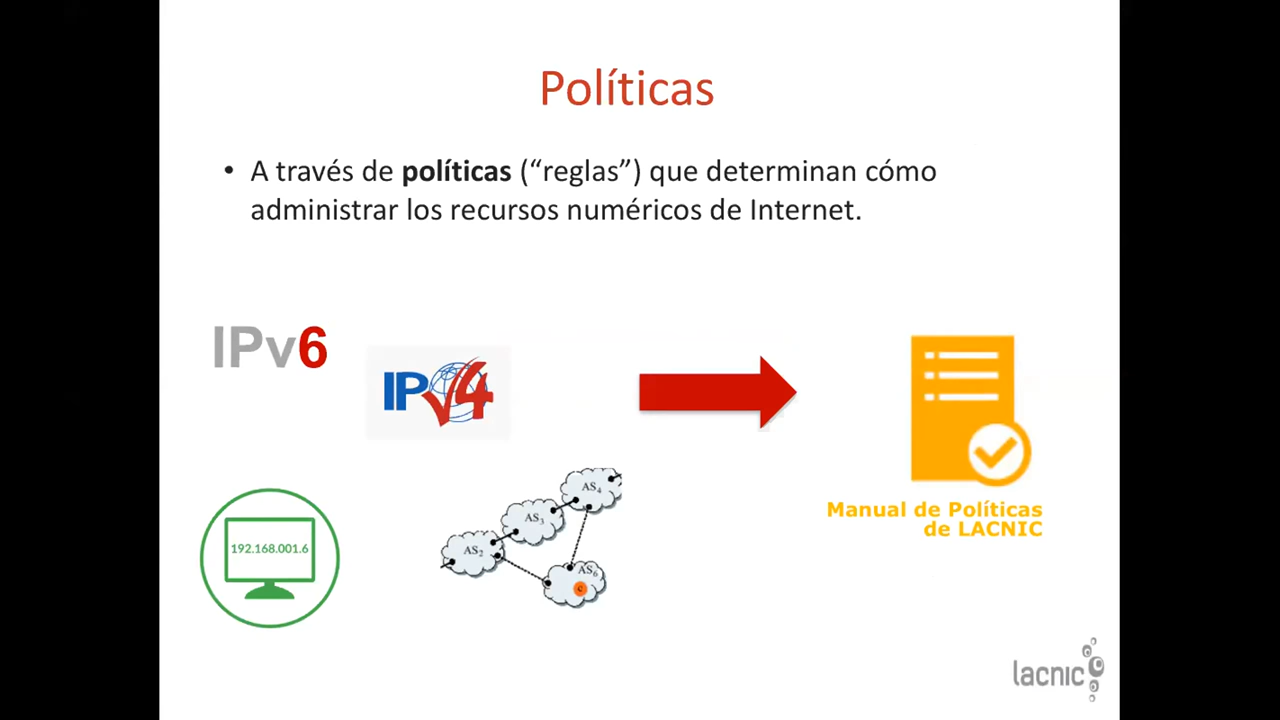 Políticas
• A través de políticas (“reglas”) que determinan cómo
administrar los recursos numéricos de Internet.
IPv6
IPv4
192.168.001.6
AS4
AS3
AS2
AS6
c
Manual de Políticas
de LACNIC
lacnic